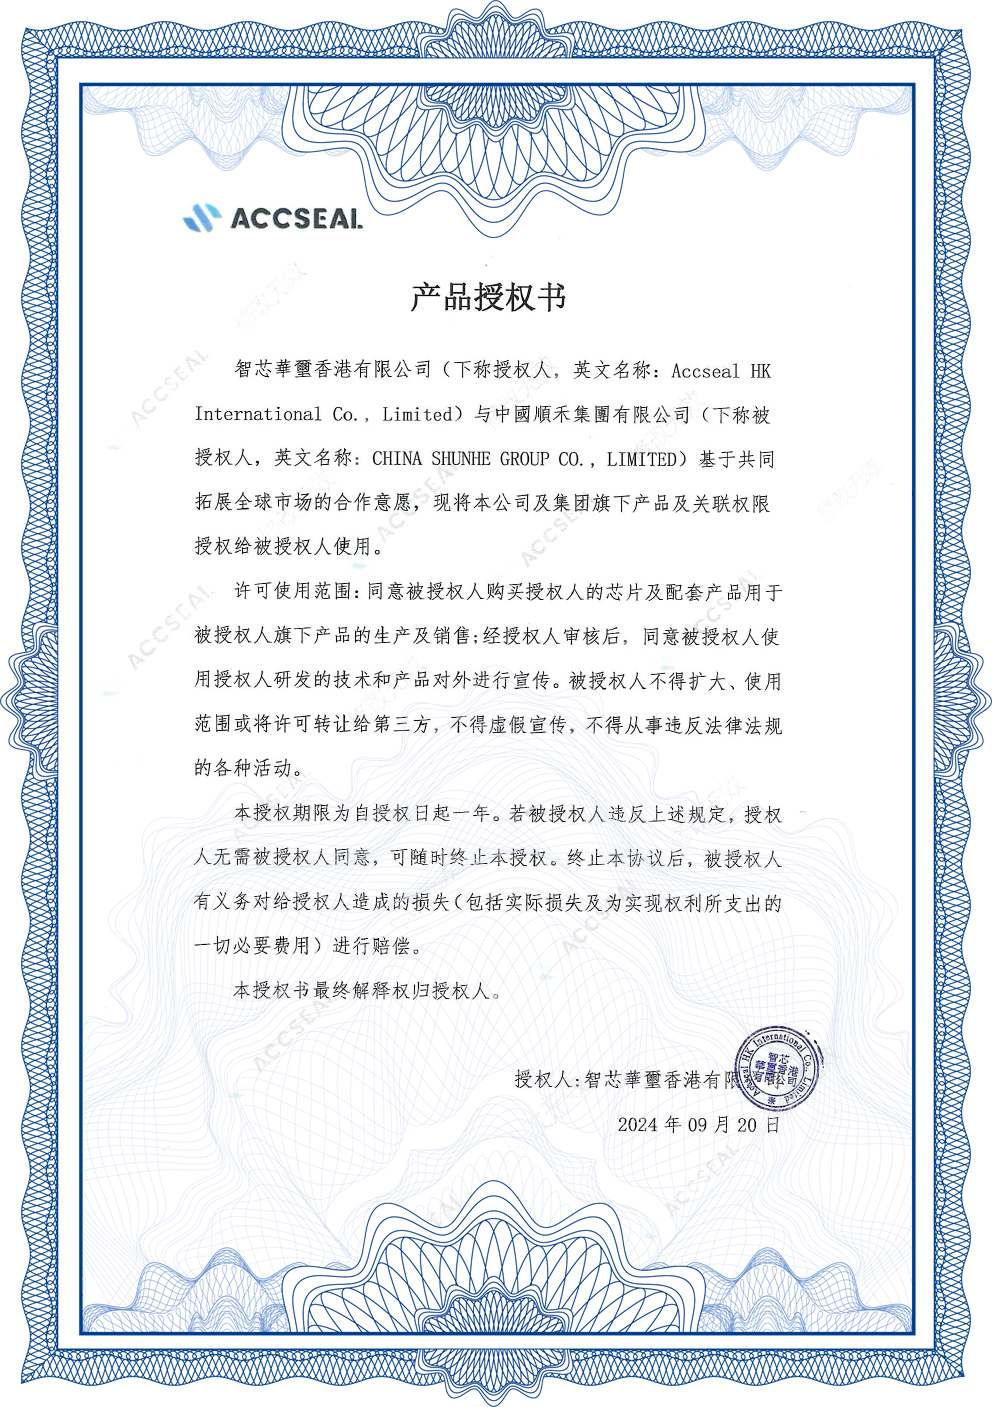 ACCSEAL
产品授权书
智芯華璽香港有限公司（下称授权人，英文名称：Accseal HK
International Co., Limited）与中國順禾集團有限公司（下称被
授权人，英文名称：CHINA SHUNHE GROUP CO., LIMITED）基于共同
拓展全球市场的合作意愿，现将本公司及集团旗下产品及关联权限
授权给被授权人使用。
许可使用范围：同意被授权人购买授权人的芯片及配套产品用于
被授权人旗下产品的生产及销售；经授权人审核后，同意被授权人使
用授权人研发的技术和产品对外进行宣传。被授权人不得扩大、使用
范围或将许可转让给第三方，不得虚假宣传，不得从事违反法律法规
的各种活动。
本授权期限为自授权日起一年。若被授权人违反上述规定，授权
人无需被授权人同意，可随时终止本授权。终止本协议后，被授权人
有义务对给授权人造成的损失（包括实际损失及为实现权利所支出的
一切必要费用）进行赔偿。
本授权书最终解释权归授权人。
授权人：智芯華璽香港有限公司
Accseal HK International Co., Limited
智芯
華璽香港
有限公司
2024 年 09 月 20 日